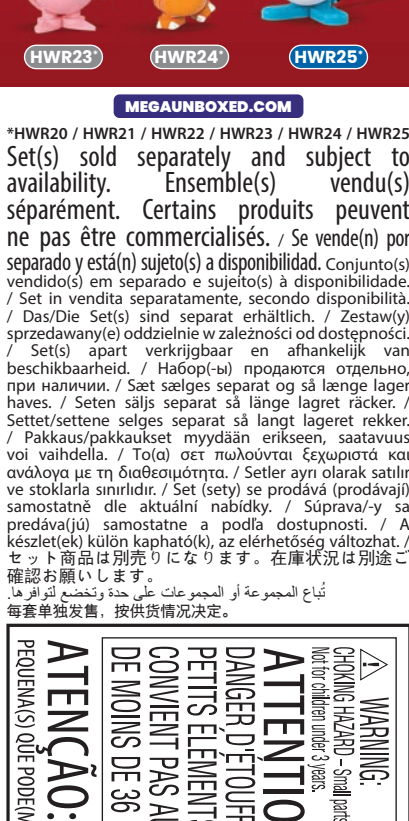 HWR23*
HWR24*
HWR25*
MEGAUNBOXED.COM
*HWR20 / HWR21 / HWR22 / HWR23 / HWR24 / HWR25
Set(s) sold separately and subject to
availability. Ensemble(s) vendu(s)
séparément. Certains produits peuvent
ne pas être commercialisés. / Se vende(n) por
separado y está(n) sujeto(s) a disponibilidad. Conjunto(s)
vendido(s) em separado e sujeito(s) à disponibilidade.
/ Set in vendita separatamente, secondo disponibilità.
/ Das/Die Set(s) sind separat erhältlich. / Zestaw(y)
sprzedawany(e) oddzielnie w zależności od dostępności.
/ Set(s) apart verkrijgbaar en afhankelijk van
beschikbaarheid. / Набор(-ы) продаются отдельно,
при наличии. / Sæt sælges separat og så længe lager
haves. / Seten säljs separat så länge lagret räcker. /
Settet/settene selges separat så langt lageret rekker.
/ Pakkaus/pakkaukset myydään erikseen, saatavuus
voi vaihdella. / Το(α) σετ πωλούνται ξεχωριστά και
ανάλογα με τη διαθεσιμότητα. / Setler ayrı olarak satılır
ve stoklarla sınırlıdır. / Set (sety) se prodává (prodávají)
samostatně dle aktuální nabídky. / Súprava/-y sa
predáva(jú) samostatne a podľa dostupnosti. / A
készlet(ek) külön kapható(k), az elérhetőség változhat. /
セット商品は別売りになります。在庫状況は別途ご
確認お願いします。
تُباع المجموعة أو المجموعات على حدة وتخضع لتوافرها.
每套单独发售，按供货情况决定。
WARNING:
CHOKING HAZARD – Small parts
Not for children under 3 years.
ATTENTIO
DANGER D'ÉTOUFF
PETITS ÉLÉMENTS
CONVIENT PAS AU
DE MOINS DE 36
ATENÇÃO:
PEQUENA(S) QUE PODE(M